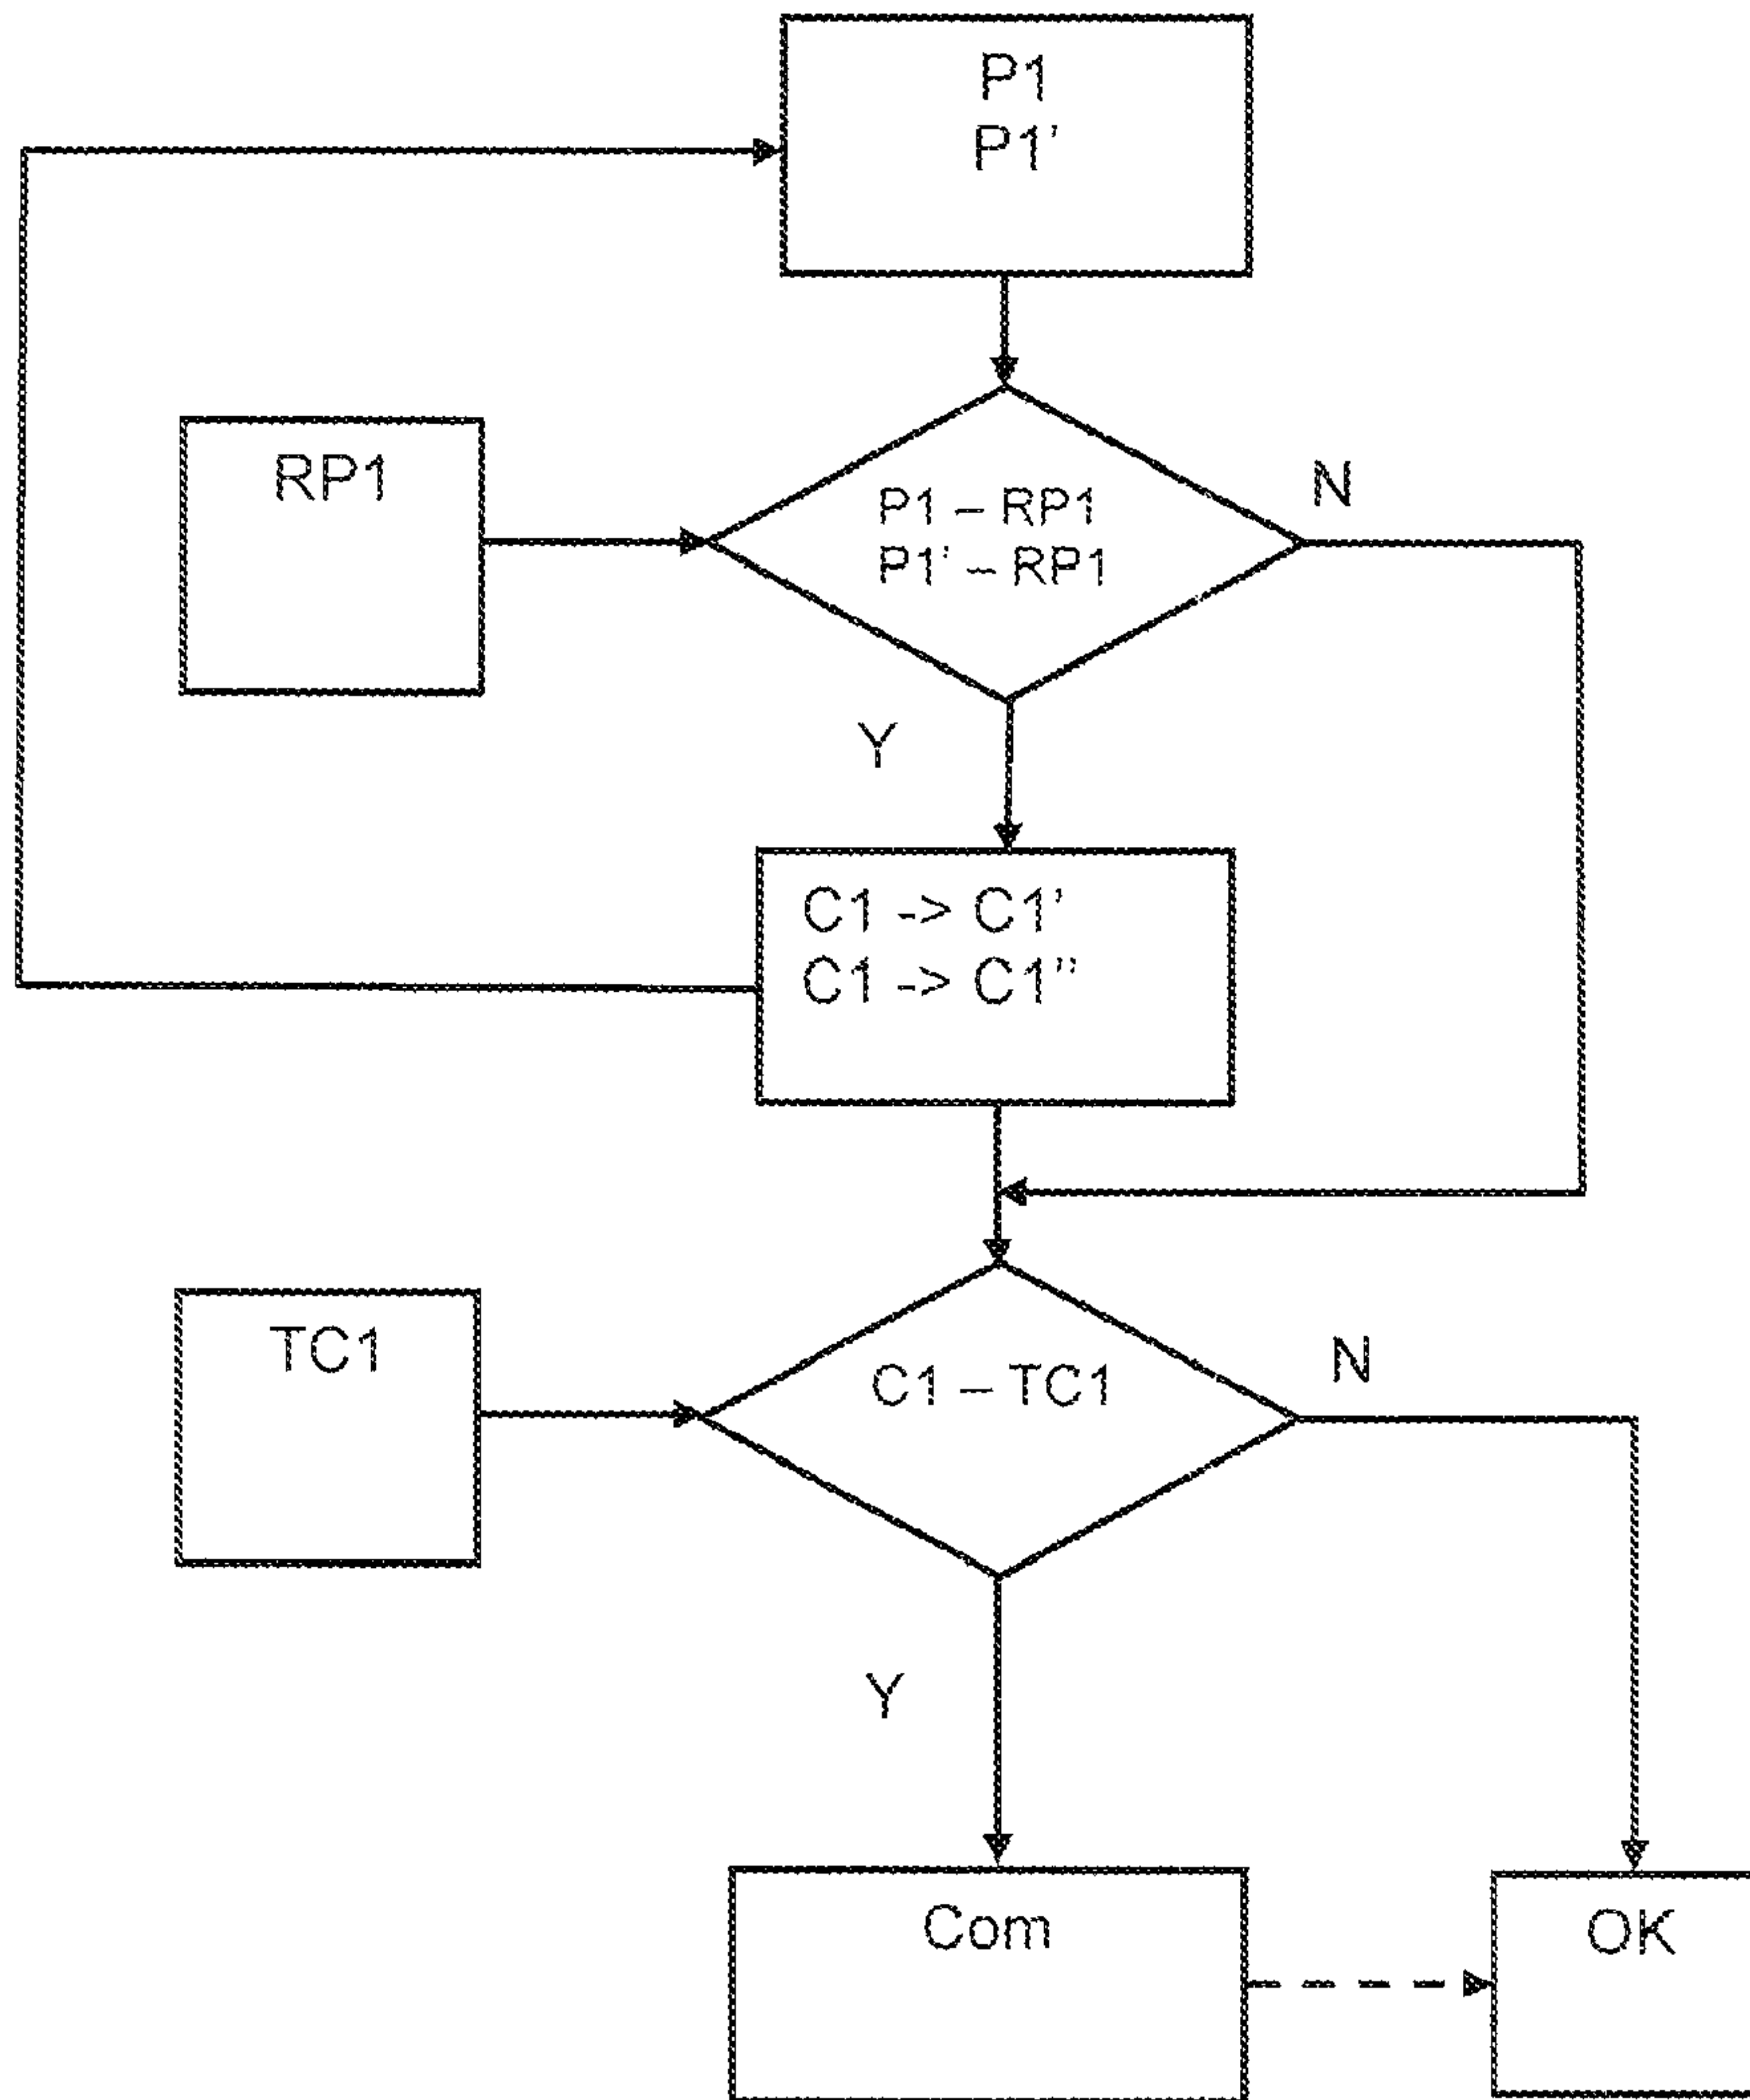 P1
P1’
RP1
P1 – RP1
P1’ – RP1
N
Y
C1 -> C1’
C1 -> C1’’
TC1
C1 – TC1
N
Y
Com
OK